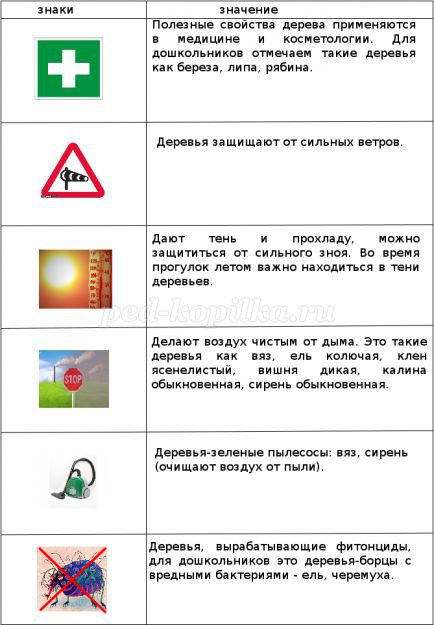 знаки значение
Полезные свойства дерева применяются
в медицине и косметологии. Для
дошкольников отмечаем такие деревья
как береза, липа, рябина.
Деревья защищают от сильных ветров.
Дают тень и прохладу, можно
защититься от сильного зноя. Во время
прогулок летом важно находиться в тени
деревьев.
ped-kopilka.ru
Делают воздух чистым от дыма. Это такие
деревья как вяз, ель колючая, клен
ясенелистый, вишня дикая, калина
обыкновенная, сирень обыкновенная.
STOP
Деревья-зеленые пылесосы: вяз, сирень
(очищают воздух от пыли).
Деревья, вырабатывающие фитонциды,
для дошкольников это деревья-борцы с
вредными бактериями - ель, черемуха.